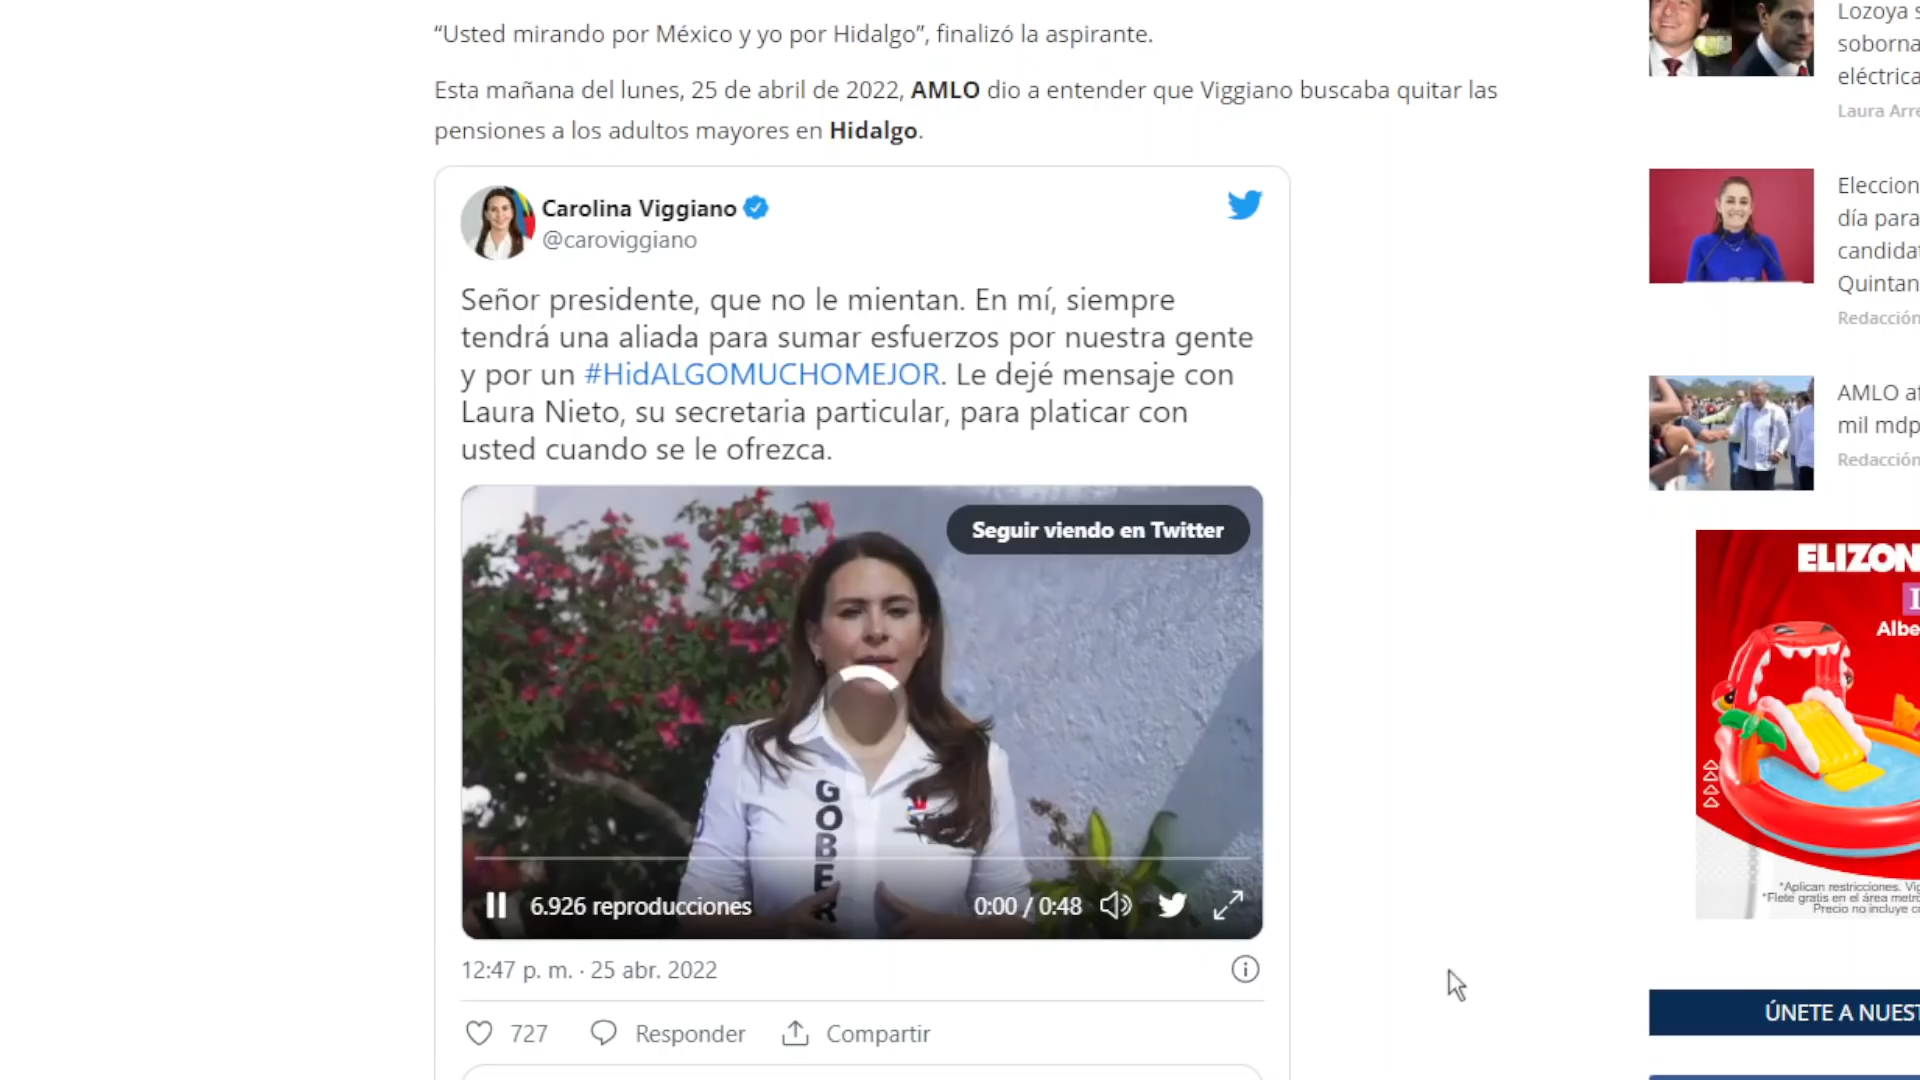 “Usted mirando por México y yo por Hidalgo”, finalizó la aspirante.
Esta mañana del lunes, 25 de abril de 2022, AMLO dio a entender que Viggiano buscaba quitar las
pensiones a los adultos mayores en Hidalgo.
Carolina Viggiano
@caroviggiano
Señor presidente, que no le mientan. En mí, siempre
tendrá una aliada para sumar esfuerzos por nuestra gente
y por un #HidALGOMUCHOMEJOR. Le dejé mensaje con
Laura Nieto, su secretaria particular, para platicar con
usted cuando se le ofrezca.
Seguir viendo en Twitter
GOBER
6.926 reproducciones
0:00 / 0:48
12:47 p. m. · 25 abr. 2022
727
Responder
Compartir
Lozoya s
soborna
eléctrica
Laura Arre
Eleccion
día para
candidat
Quintan
Redacción
AMLO af
mil mdp
Redacción
ELIZON
Albe
*Aplican restricciones. Vig
*Flete gratis en el área metro
Precio no incluye c
ÚNETE A NUEST